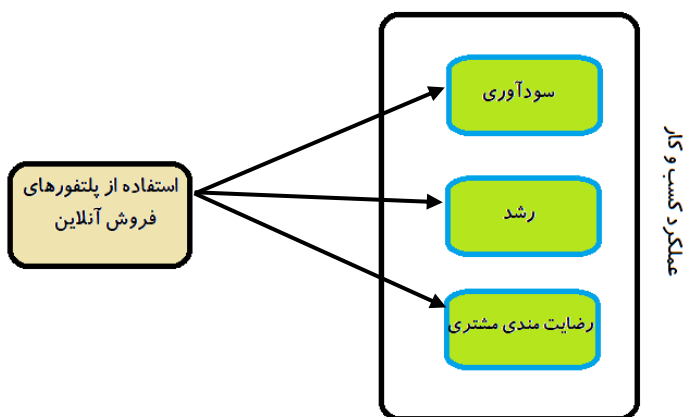 سودآوری
استفاده از پلتفورهای
فروش آنلاین
رشد
رضایت مندی مشتری
عملکرد کسب و کار